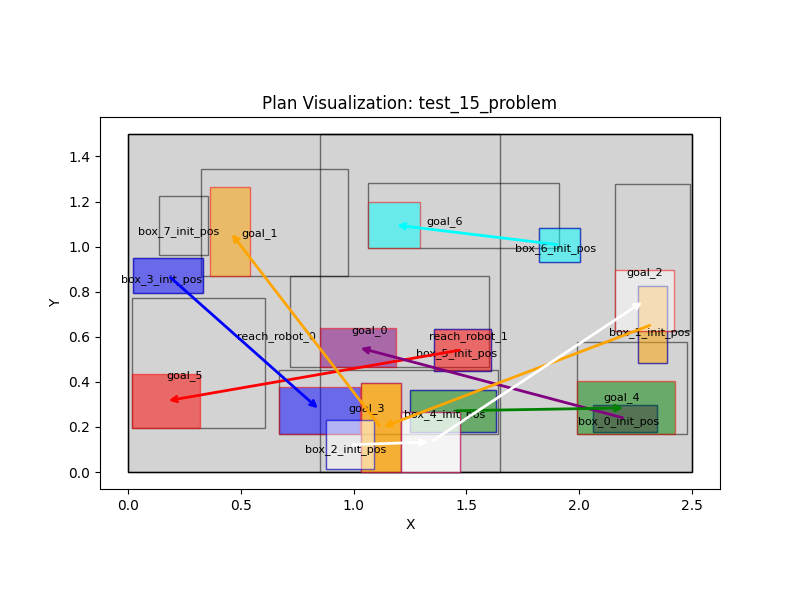 Plan Visualization: test_15_problem
Y
1.4
1.2
1.0
0.8
0.6
0.4
0.2
0.0
goal_6
box_7_init_pos
goal_1
box_6_init_pos
goal_2
box_3_init_pos
goal_0
reach_robot_0
reach_robot_1
box_1_init_pos
box_5_init_pos
goal_5
goal_4
goal_3
box_4_init_pos
box_0_init_pos
box_2_init_pos
0.0 0.5 1.0 1.5 2.0 2.5
X